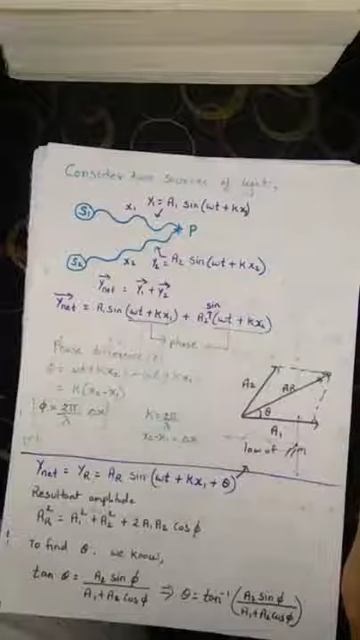 Consider two sources of light,
S₁ x₁ Y₁ = A₁ sin(ωt + kx₁)
P
S₂ x₂ Y₂ = A₂ sin(ωt + kx₂)
Ynet = Y₁ + Y₂
Ynet = A₁ sin(ωt + kx₁) + A₂ sin (ωt + kx₂)
phase
Phase difference
= ωt + kx₂ - ωt + kx₁
= K(x₂-x₁)
ϕ = 2π/λ Δx
K = 2π/λ
x₂-x₁ = Δx
A₂ AR θ A₁
law of
Ynet = YR = AR sin (ωt + kx₁ + θ)
Resultant amplitude
AR² = A₁² + A₂² + 2A₁A₂ cos ϕ
To find θ, we know,
tan θ = A₂ sin ϕ / A₁ + A₂ cos ϕ ⇒ θ = tan⁻¹ (A₂ sin ϕ / A₁ + A₂ cos ϕ)